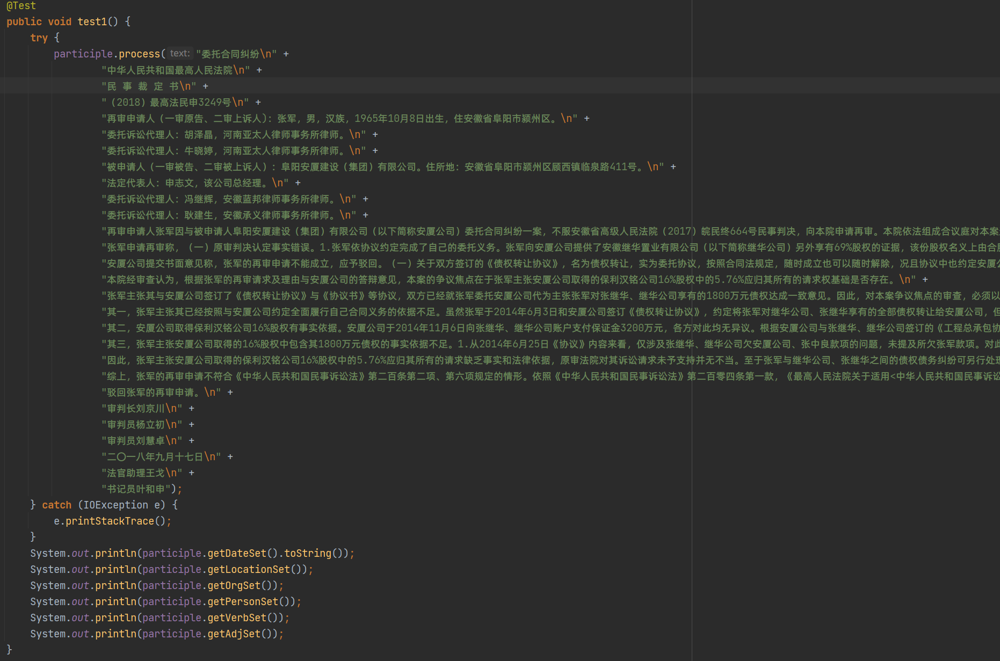 @Test
public void test1() {
try {
participle.process( text: "委托合同纠纷\n" +
"中华人民共和国最高人民法院\n" +
"民 事 裁 定 书\n" +
"（2018）最高法民申3249号\n" +
"再审申请人（一审原告、二审上诉人）：张军，男，汉族，1965年10月8日出生，住安徽省阜阳市颍州区。\n" +
"委托诉讼代理人：胡泽晶，河南亚太人律师事务所律师。\n" +
"委托诉讼代理人：牛晓婷，河南亚太人律师事务所律师。\n" +
"被申请人（一审被告、二审被上诉人）：阜阳安厦建设（集团）有限公司。住所地：安徽省阜阳市颍州区顾西镇临泉路411号。\n" +
"法定代表人：申志文，该公司总经理。\n" +
"委托诉讼代理人：冯继辉，安徽蓝邦律师事务所律师。\n" +
"委托诉讼代理人：耿建生，安徽承义律师事务所律师。\n" +
"再审申请人张军因与被申请人阜阳安厦建设（集团）有限公司（以下简称安厦公司）委托合同纠纷一案，不服安徽省高级人民法院（2017）皖民终664号民事判决，向本院申请再审。本院依法组成合议庭对本案
"张军申请再审称，（一）原审判决认定事实错误。1.张军依协议约定完成了自己的委托义务。张军向安厦公司提供了安徽继华置业有限公司（以下简称继华公司）另外享有69%股权的证据，该份股权名义上由合
"安厦公司提交书面意见称，张军的再审申请不能成立，应予驳回。（一）关于双方签订的《债权转让协议》，名为债权转让，实为委托协议，按照合同法规定，随时成立也可以随时解除，况且协议中也约定安厦
"本院经审查认为，根据张军的再审请求及理由与安厦公司的答辩意见，本案的争议焦点在于张军主张安厦公司取得的保利汉铭公司16%股权中的5.76%应归其所有的请求权基础是否存在。\n" +
"张军主张其与安厦公司签订了《债权转让协议》与《协议书》等协议，双方已经就张军委托安厦公司代为主张张军对张继华、继华公司享有的1800万元债权达成一致意见。因此，对本案争议焦点的审查，必须以
"其一，张军主张其已经按照与安厦公司约定全面履行自己合同义务的依据不足。虽然张军于2014年6月3日和安厦公司签订《债权转让协议》，约定将张军对继华公司、张继华享有的全部债权转让给安厦公司，但
"其二，安厦公司取得保利汉铭公司16%股权有事实依据。安厦公司于2014年11月6日向张继华、继华公司账户支付保证金3200万元，各方对此均无异议。根据安厦公司与张继华、继华公司签订的《工程总承包协
"其三，张军主张安厦公司取得的16%股权中包含其1800万元债权的事实依据不足。1.从2014年6月25日《协议》内容来看，仅涉及张继华、继华公司欠安厦公司、张中良款项的问题，未提及所欠张军款项。对此
"因此，张军主张安厦公司取得的保利汉铭公司16%股权中的5.76%应归其所有的请求缺乏事实和法律依据，原审法院对其诉讼请求未予支持并无不当。至于张军与继华公司、张继华之间的债权债务纠纷可另行处理
"综上，张军的再审申请不符合《中华人民共和国民事诉讼法》第二百条第二项、第六项规定的情形。依照《中华人民共和国民事诉讼法》第二百零四条第一款，《最高人民法院关于适用<中华人民共和国民事诉讼
"驳回张军的再审申请。\n" +
"审判长刘京川\n" +
"审判员杨立初\n" +
"审判员刘慧卓\n" +
"二〇一八年九月十七日\n" +
"法官助理王戈\n" +
"书记员叶和申");
} catch (IOException e) {
e.printStackTrace();
}
System.out.println(participle.getDateSet().toString());
System.out.println(participle.getLocationSet());
System.out.println(participle.getOrgSet());
System.out.println(participle.getPersonSet());
System.out.println(participle.getVerbSet());
System.out.println(participle.getAdjSet());
}